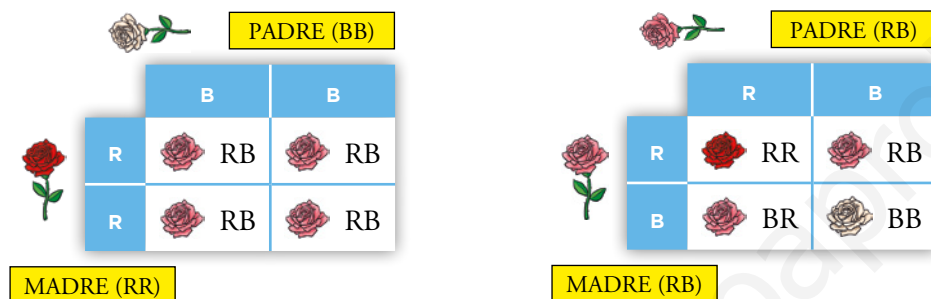 PADRE (BB)
B B
R RB RB
R RB RB
MADRE (RR)
PADRE (RB)
R B
R RR RB
B BR BB
MADRE (RB)